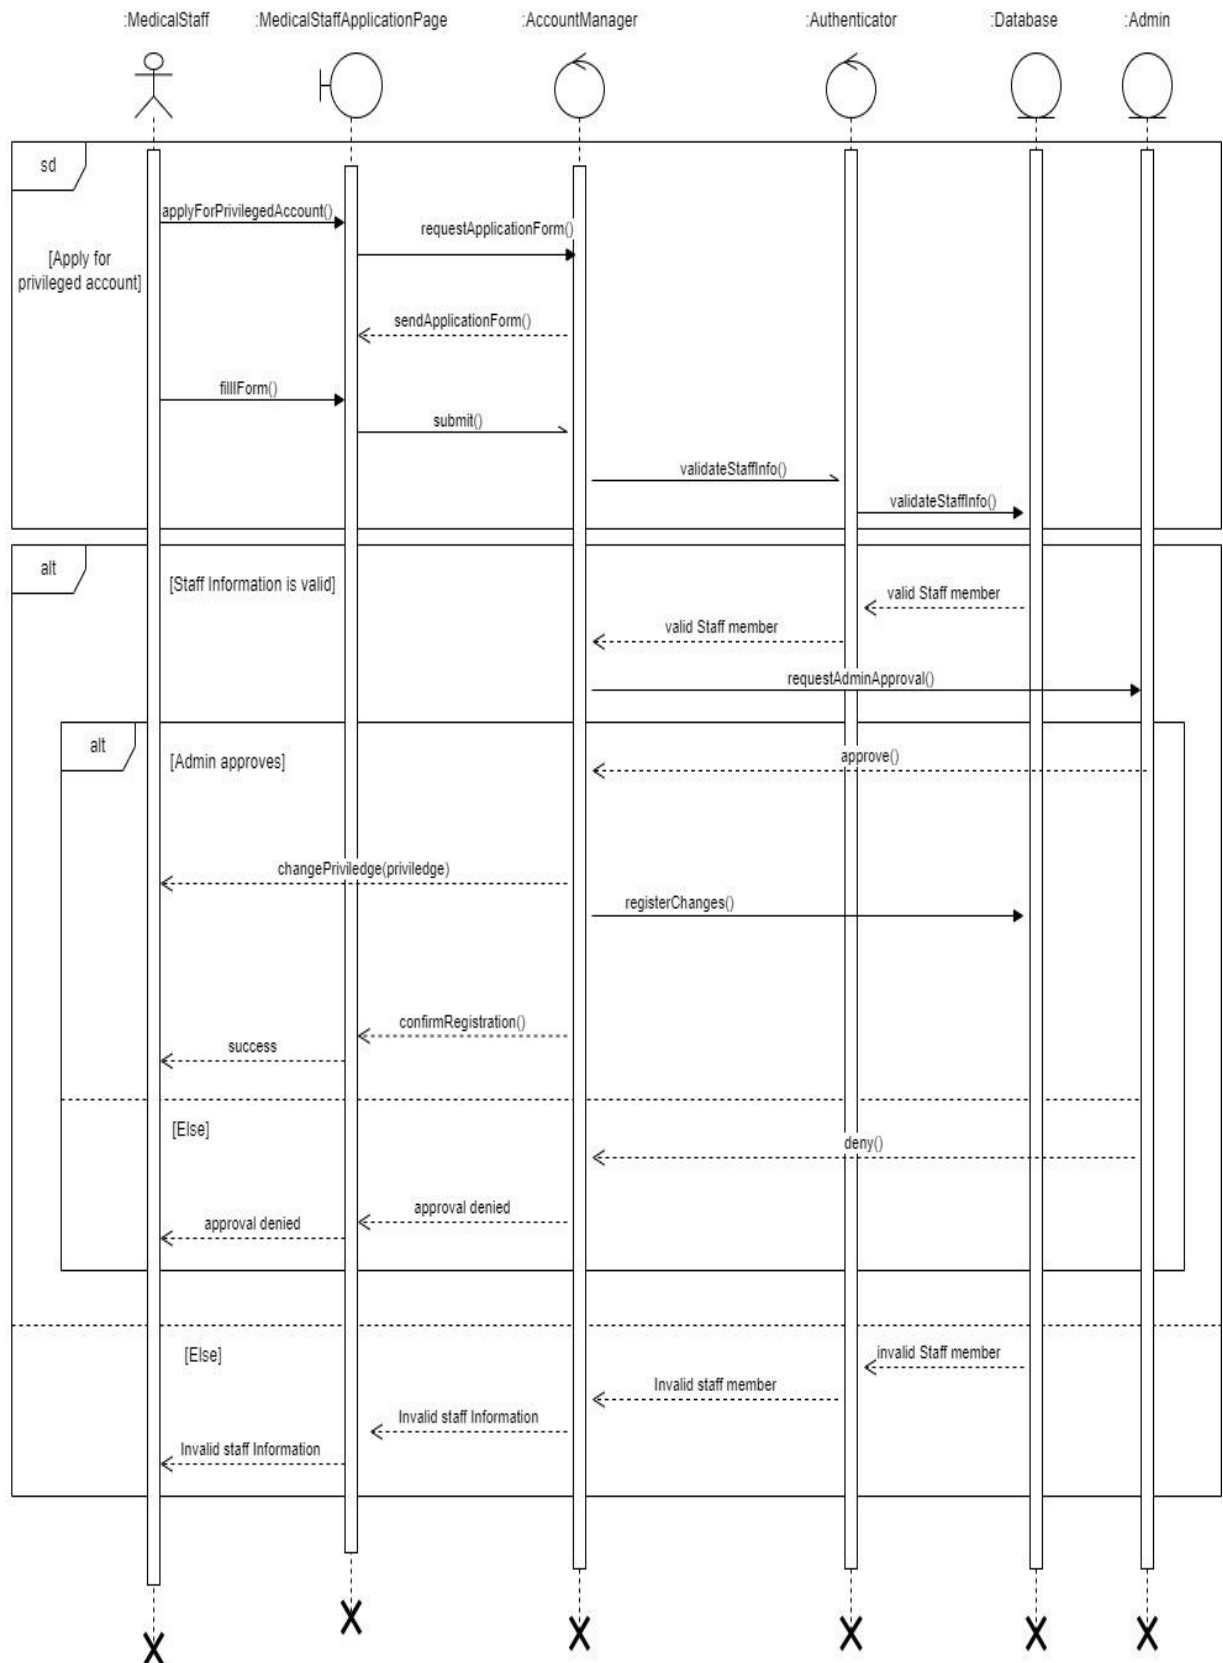 :MedicalStaff
:MedicalStaffApplicationPage
:AccountManager
:Authenticator
:Database
:Admin
sd
applyForPrivilegedAccount()
requestApplicationForm()
[Apply for
privileged account]
sendApplicationForm()
fillIForm()
submit()
validateStaffInfo()
validateStaffInfo()
alt
[Staff Information is valid]
valid Staff member
valid Staff member
requestAdminApproval()
alt
[Admin approves]
approve()
changePriviledge(priviledge)
registerChanges()
confirmRegistration()
success
[Else]
deny()
approval denied
approval denied
[Else]
invalid Staff member
Invalid staff member
Invalid staff Information
Invalid staff Information